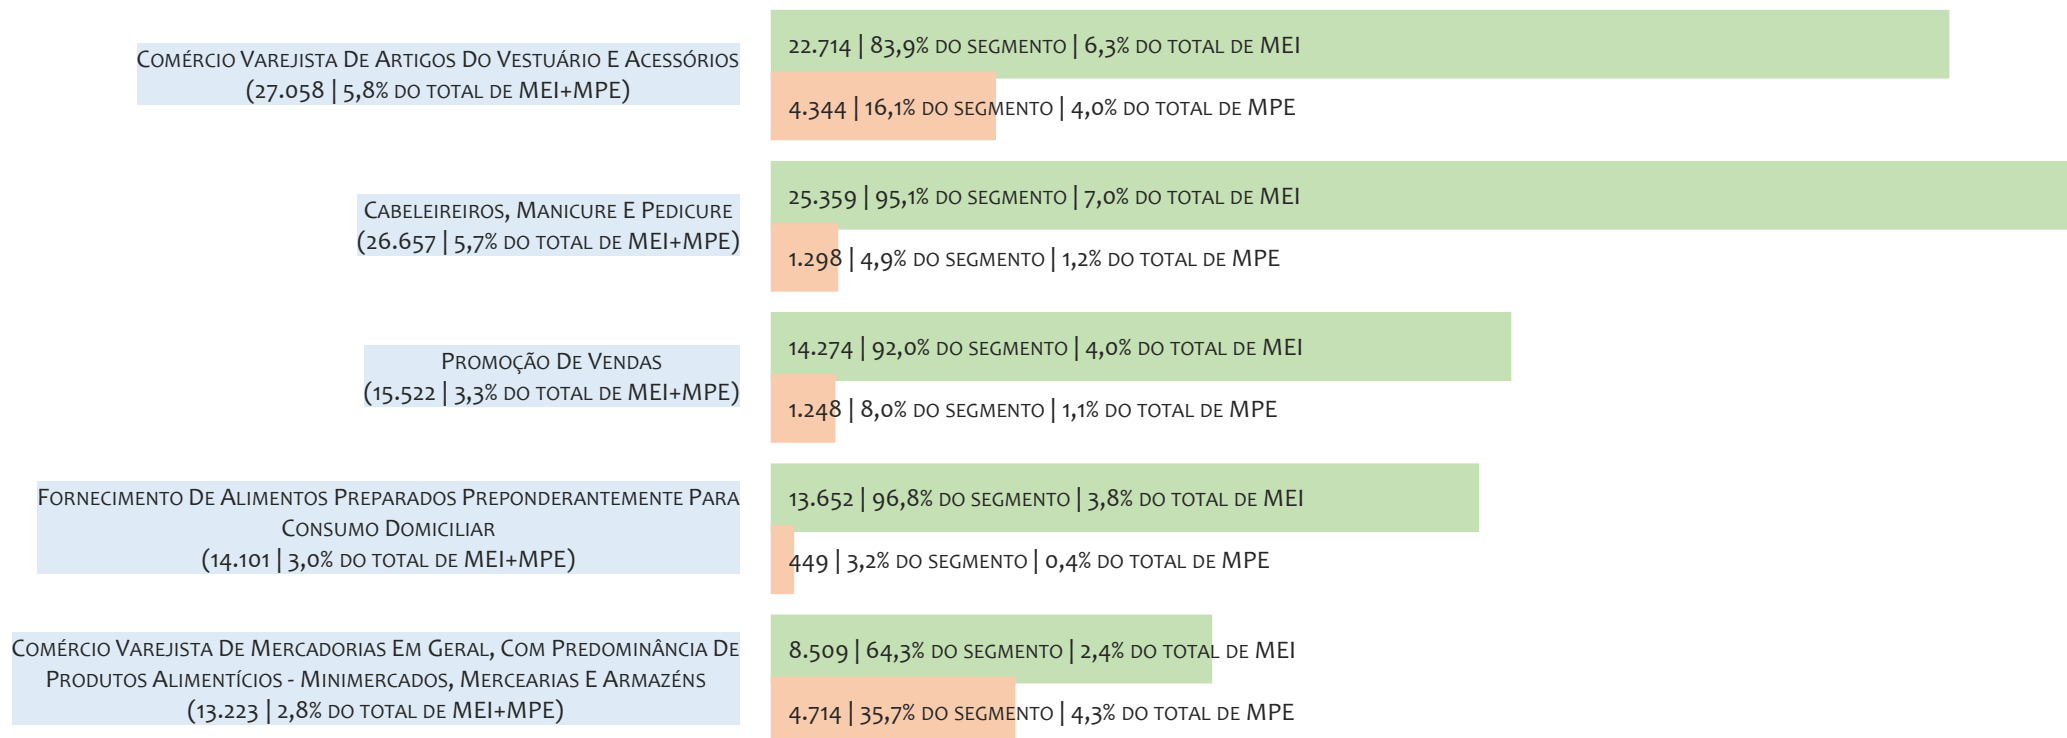 Comércio Varejista De Artigos Do Vestuário E Acessórios
(27.058 | 5,8% do total de MEI+MPE)
22.714 | 83,9% do segmento | 6,3% do total de MEI
4.344 | 16,1% do segmento | 4,0% do total de MPE
Cabeleireiros, Manicure E Pedicure
(26.657 | 5,7% do total de MEI+MPE)
25.359 | 95,1% do segmento | 7,0% do total de MEI
1.298 | 4,9% do segmento | 1,2% do total de MPE
Promoção De Vendas
(15.522 | 3,3% do total de MEI+MPE)
14.274 | 92,0% do segmento | 4,0% do total de MEI
1.248 | 8,0% do segmento | 1,1% do total de MPE
Fornecimento De Alimentos Preparados Preponderantemente Para
Consumo Domiciliar
(14.101 | 3,0% do total de MEI+MPE)
13.652 | 96,8% do segmento | 3,8% do total de MEI
449 | 3,2% do segmento | 0,4% do total de MPE
Comércio Varejista De Mercadorias Em Geral, Com Predominância De
Produtos Alimentícios - Minimercados, Mercearias E Armazéns
(13.223 | 2,8% do total de MEI+MPE)
8.509 | 64,3% do segmento | 2,4% do total de MEI
4.714 | 35,7% do segmento | 4,3% do total de MPE